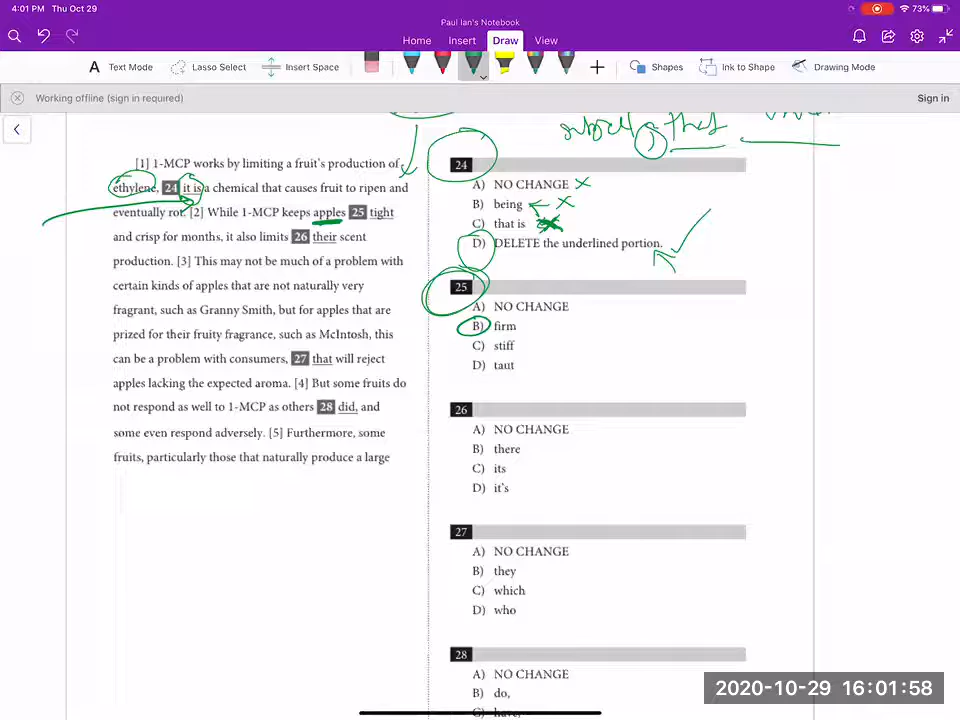 4:01 PM Thu Oct 29
73%
Paul Ian's Notebook
Home Insert Draw View
A Text Mode Lasso Select Insert Space + Shapes Ink to Shape Drawing Mode
Working offline (sign in required) Sign in
that
[1] 1-MCP works by limiting a fruit's production of
ethylene, 24 it is a chemical that causes fruit to ripen and
eventually rot. [2] While 1-MCP keeps apples 25 tight
and crisp for months, it also limits 26 their scent
production. [3] This may not be much of a problem with
certain kinds of apples that are not naturally very
fragrant, such as Granny Smith, but for apples that are
prized for their fruity fragrance, such as McIntosh, this
can be a problem with consumers, 27 that will reject
apples lacking the expected aroma. [4] But some fruits do
not respond as well to 1-MCP as others 28 did, and
some even respond adversely. [5] Furthermore, some
fruits, particularly those that naturally produce a large
24
A) NO CHANGE
B) being
C) that is
D) DELETE the underlined portion.
25
A) NO CHANGE
B) firm
C) stiff
D) taut
26
A) NO CHANGE
B) there
C) its
D) it's
27
A) NO CHANGE
B) they
C) which
D) who
28
A) NO CHANGE
B) do,
C) have,
2020-10-29 16:01:58